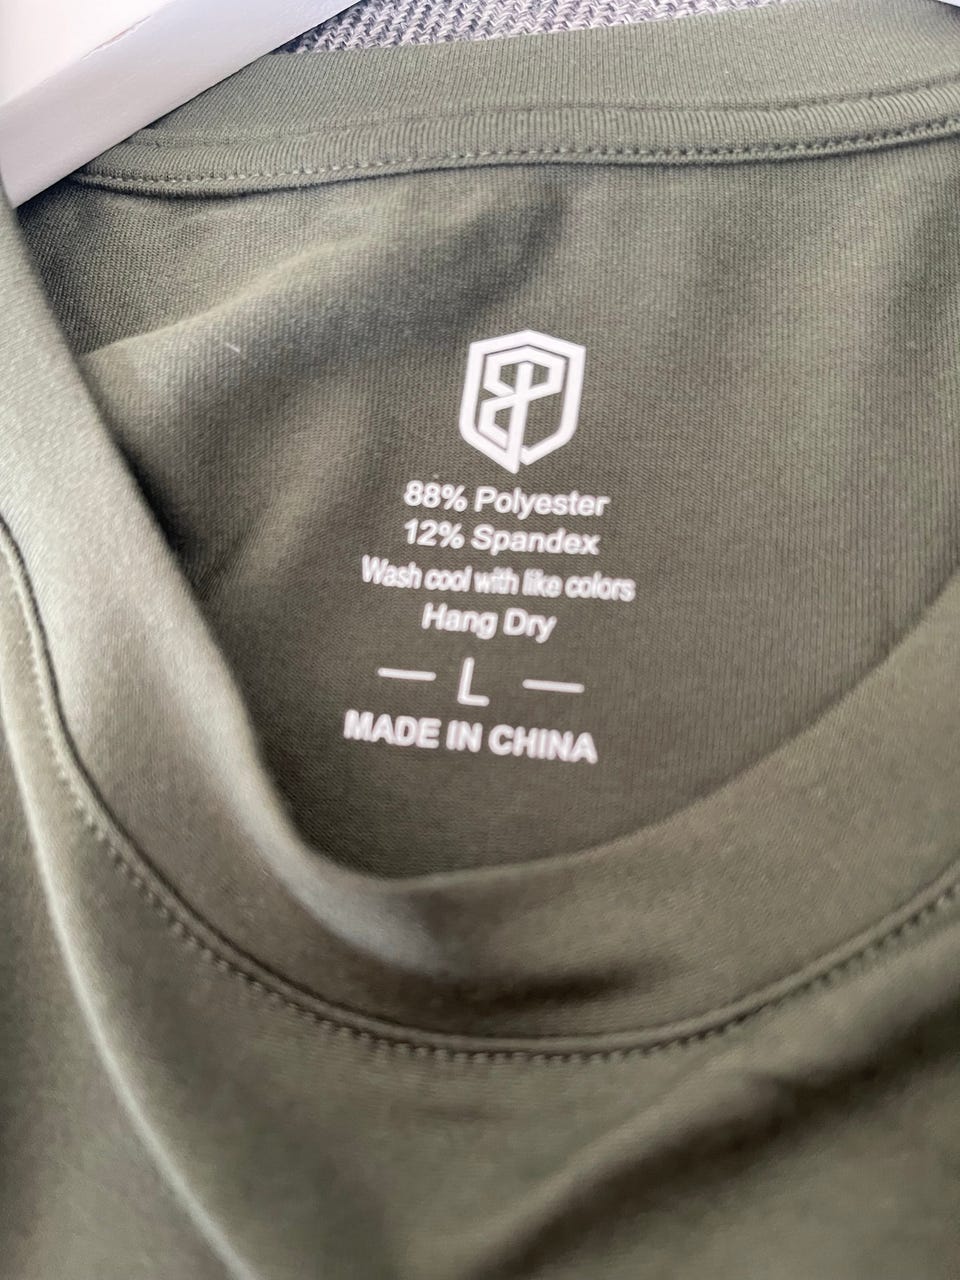 88% Polyester
12% Spandex
Wash cool with like colors
Hang Dry
— L —
MADE IN CHINA